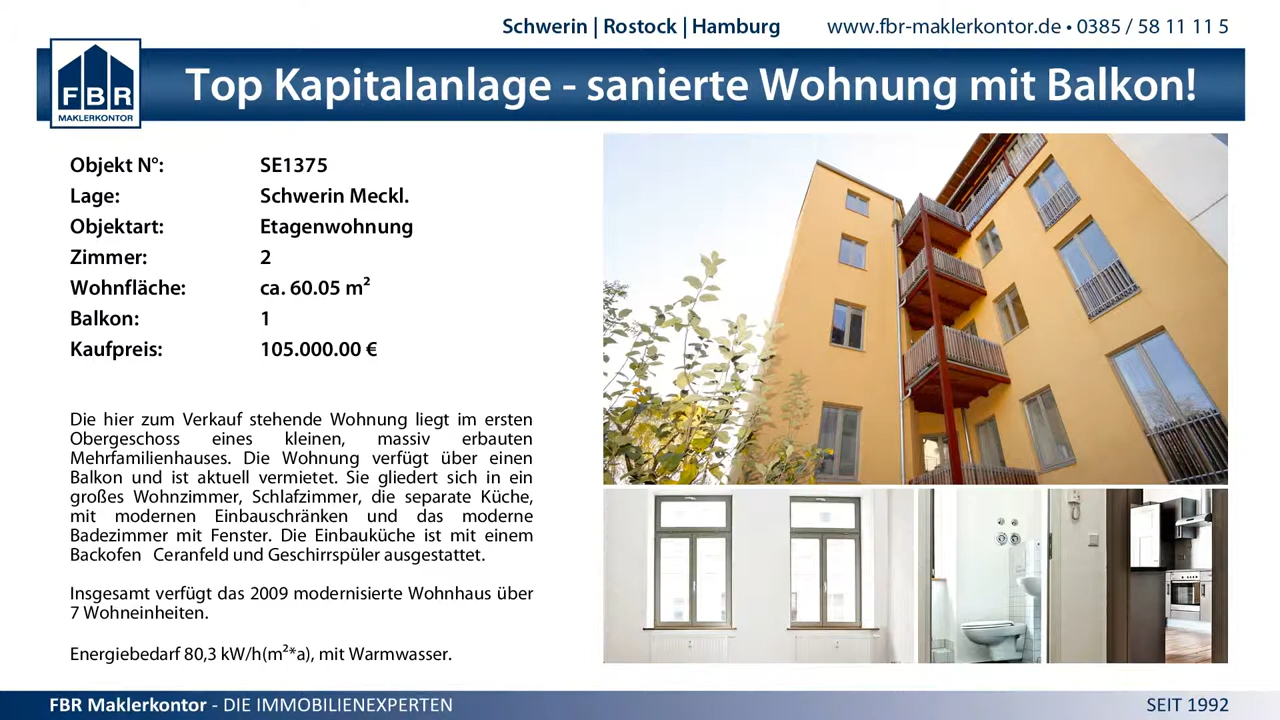 Schwerin | Rostock | Hamburg www.fbr-maklerkontor.de • 0385 / 58 11 11 5
FBR
MAKLERKONTOR
Top Kapitalanlage - sanierte Wohnung mit Balkon!
Objekt N°: SE1375
Lage: Schwerin Meckl.
Objektart: Etagenwohnung
Zimmer: 2
Wohnfläche: ca. 60.05 m²
Balkon: 1
Kaufpreis: 105.000.00 €
Die hier zum Verkauf stehende Wohnung liegt im ersten
Obergeschoss eines kleinen, massiv erbauten
Mehrfamilienhauses. Die Wohnung verfügt über einen
Balkon und ist aktuell vermietet. Sie gliedert sich in ein
großes Wohnzimmer, Schlafzimmer, die separate Küche,
mit modernen Einbauschränken und das moderne
Badezimmer mit Fenster. Die Einbauküche ist mit einem
Backofen Ceranfeld und Geschirrspüler ausgestattet.
Insgesamt verfügt das 2009 modernisierte Wohnhaus über
7 Wohneinheiten.
Energiebedarf 80,3 kW/h(m²*a), mit Warmwasser.
FBR Maklerkontor - DIE IMMOBILIENEXPERTEN SEIT 1992